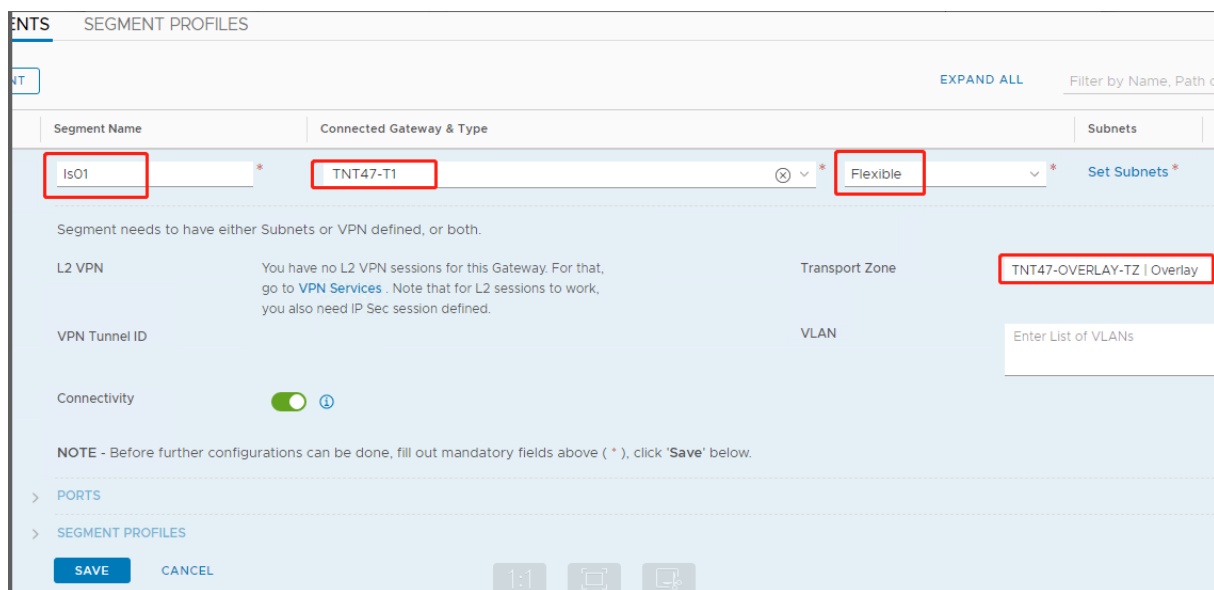 ENTS SEGMENT PROFILES
NT EXPAND ALL Filter by Name, Path o
Segment Name Connected Gateway & Type Subnets
ls01 * TNT47-T1 * Flexible * Set Subnets *
Segment needs to have either Subnets or VPN defined, or both.
L2 VPN You have no L2 VPN sessions for this Gateway. For that, Transport Zone TNT47-OVERLAY-TZ | Overlay
go to VPN Services . Note that for L2 sessions to work,
you also need IP Sec session defined.
VPN Tunnel ID VLAN Enter List of VLANs
Connectivity
NOTE - Before further configurations can be done, fill out mandatory fields above ( * ), click 'Save' below.
PORTS
SEGMENT PROFILES
SAVE CANCEL 1:1